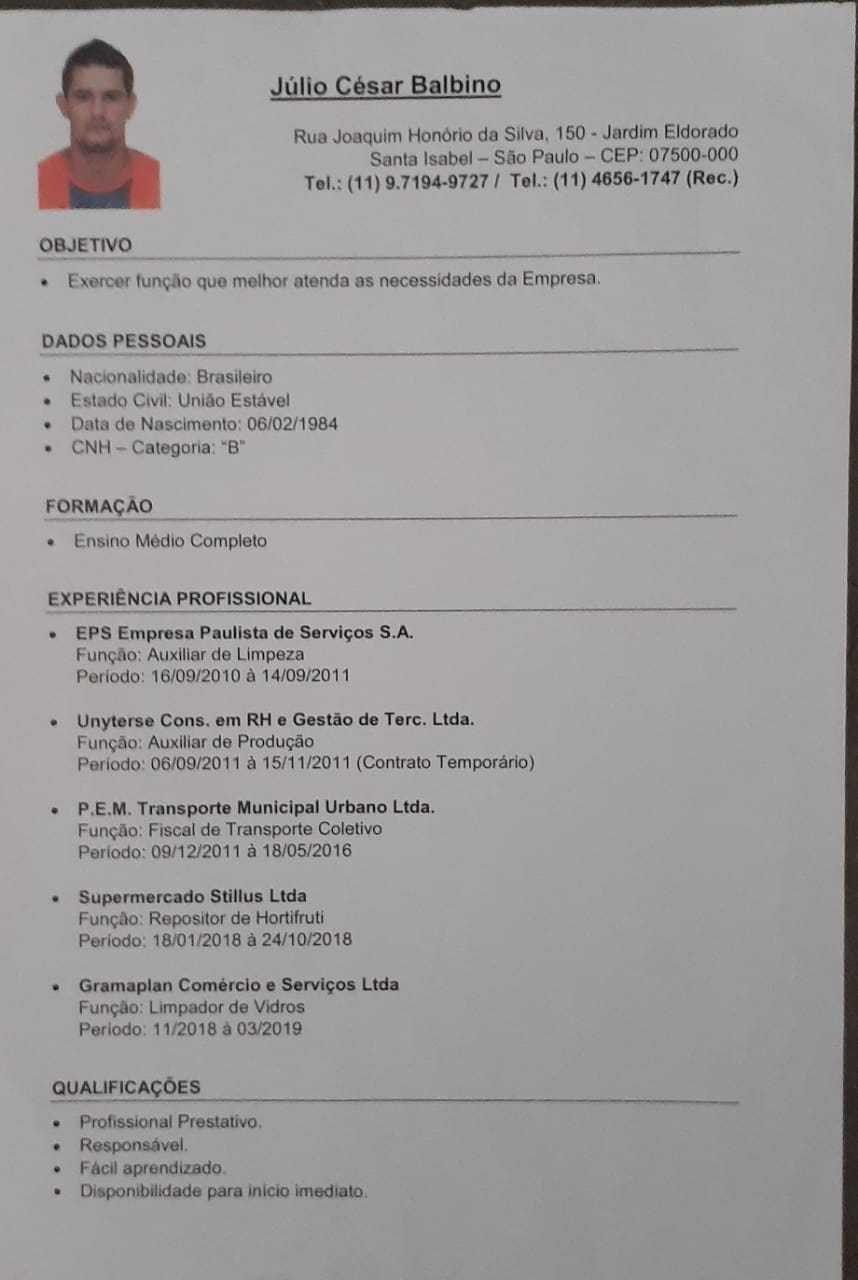 Júlio César Balbino
Rua Joaquim Honório da Silva, 150 - Jardim Eldorado
Santa Isabel – São Paulo – CEP: 07500-000
Tel.: (11) 9.7194-9727 / Tel.: (11) 4656-1747 (Rec.)
OBJETIVO
• Exercer função que melhor atenda as necessidades da Empresa.
DADOS PESSOAIS
• Nacionalidade: Brasileiro
• Estado Civil: União Estável
• Data de Nascimento: 06/02/1984
• CNH – Categoria: “B”
FORMAÇÃO
• Ensino Médio Completo
EXPERIÊNCIA PROFISSIONAL
• EPS Empresa Paulista de Serviços S.A.
Função: Auxiliar de Limpeza
Período: 16/09/2010 à 14/09/2011
• Unyterse Cons. em RH e Gestão de Terc. Ltda.
Função: Auxiliar de Produção
Período: 06/09/2011 à 15/11/2011 (Contrato Temporário)
• P.E.M. Transporte Municipal Urbano Ltda.
Função: Fiscal de Transporte Coletivo
Período: 09/12/2011 à 18/05/2016
• Supermercado Stillus Ltda
Função: Repositor de Hortifruti
Período: 18/01/2018 à 24/10/2018
• Gramaplan Comércio e Serviços Ltda
Função: Limpador de Vidros
Período: 11/2018 à 03/2019
QUALIFICAÇÕES
• Profissional Prestativo.
• Responsável.
• Fácil aprendizado.
• Disponibilidade para início imediato.